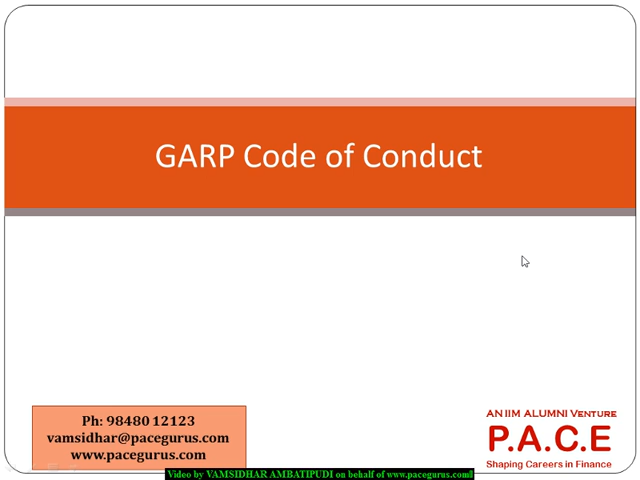 GARP Code of Conduct
Ph: 98480 12123
vamsidhar@pacegurus.com
www.pacegurus.com
AN IIM ALUMNI VENTURE
P.A.C.E
Shaping Careers in Finance
Video by VAMSIDHAR AMBATIPUDI on behalf of www.pacegurus.com